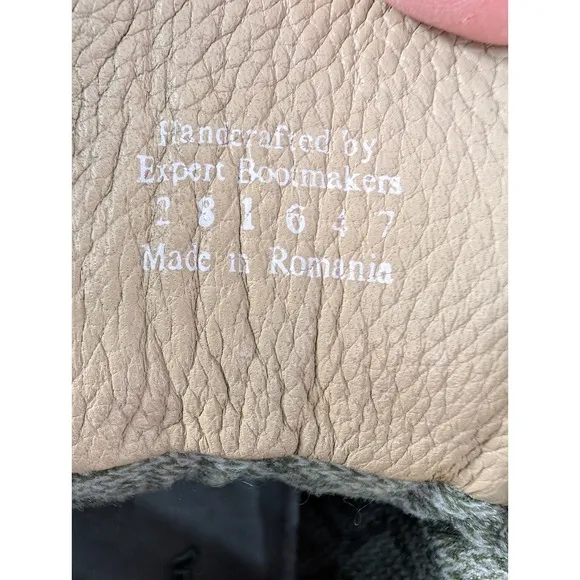 Handcrafted by
Expert Bootmakers
2 8 1 6 4 7
Made in Romania